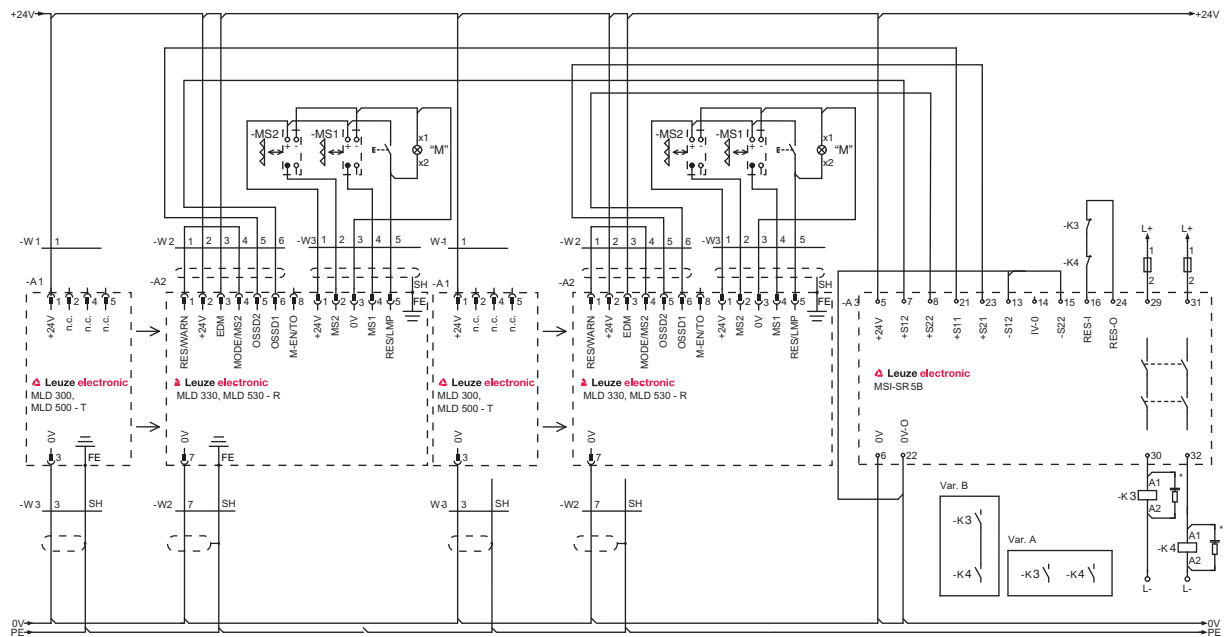 +24V +24V
-MS2 -MS1 x1 "M" x2
+ - + - E
-MS2 -MS1 x1 "M" x2
+ - + - E
-K3
-K4
L+ L+
1 1
2 2
-W 1 1
-W 2 1 2 3 4 5 6
-W3 1 2 3 4 5
W-1 1
-W 2 1 2 3 4 5 6
-W3 1 2 3 4 5
-A 1 1 2 4 5
+24V n.c. n.c. n.c.
-A2 1 2 3 4 5 6 8 1 2 3 4 5 SH FE
RES/WARN +24V EDM MODE/MS2 OSSD2 OSSD1 M-EN/TO +24V MS2 0V MS1 RES/LMP
-A1 1 2 4 5
+24V n.c. n.c. n.c.
-A2 1 2 3 4 5 6 8 1 2 3 4 5 SH FE
RES/WARN +24V EDM MODE/MS2 OSSD2 OSSD1 M-EN/TO +24V MS2 0V MS1 RES/LMP
-A 3 5 7 8 21 23 13 14 15 16 24 29 31
+24V +S12 +S22 +S11 +S21 -S12 IV-0 -S22 RES-I RES-O
Leuze electronic
MLD 300,
MLD 500 - T
Leuze electronic
MLD 330, MLD 530 - R
Leuze electronic
MLD 300,
MLD 500 - T
Leuze electronic
MLD 330, MLD 530 - R
Leuze electronic
MSI-SR5B
0V 3 FE
0V 7 FE
0V 3
0V 7
0V 0V-O
6 22 30 32
-W 3 3 SH
-W2 7 SH
W-3 3 SH
-W2 7 SH
Var. B
-K3
-K4
Var. A
-K3 -K4
-K 3 A1 A2 *
-K 4 A1 A2 *
L- L-
0V 0V
PE PE